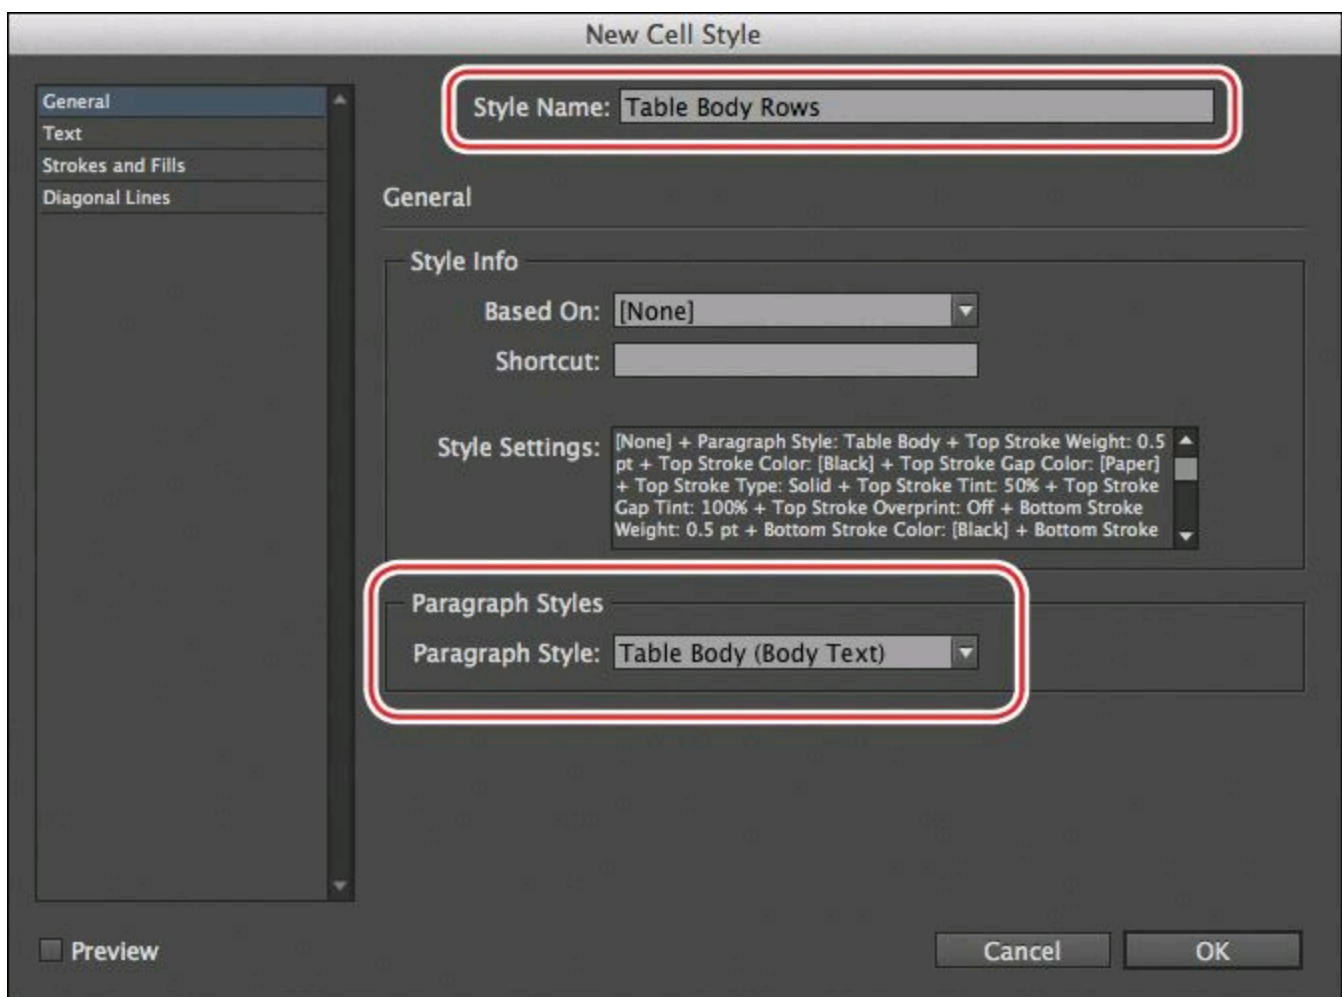 New Cell Style
General
Text
Strokes and Fills
Diagonal Lines
Style Name: Table Body Rows
General
Style Info
Based On: [None]
Shortcut:
Style Settings: [None] + Paragraph Style: Table Body + Top Stroke Weight: 0.5
pt + Top Stroke Color: [Black] + Top Stroke Gap Color: [Paper]
+ Top Stroke Type: Solid + Top Stroke Tint: 50% + Top Stroke
Gap Tint: 100% + Top Stroke Overprint: Off + Bottom Stroke
Weight: 0.5 pt + Bottom Stroke Color: [Black] + Bottom Stroke
Paragraph Styles
Paragraph Style: Table Body (Body Text)
Preview
Cancel
OK